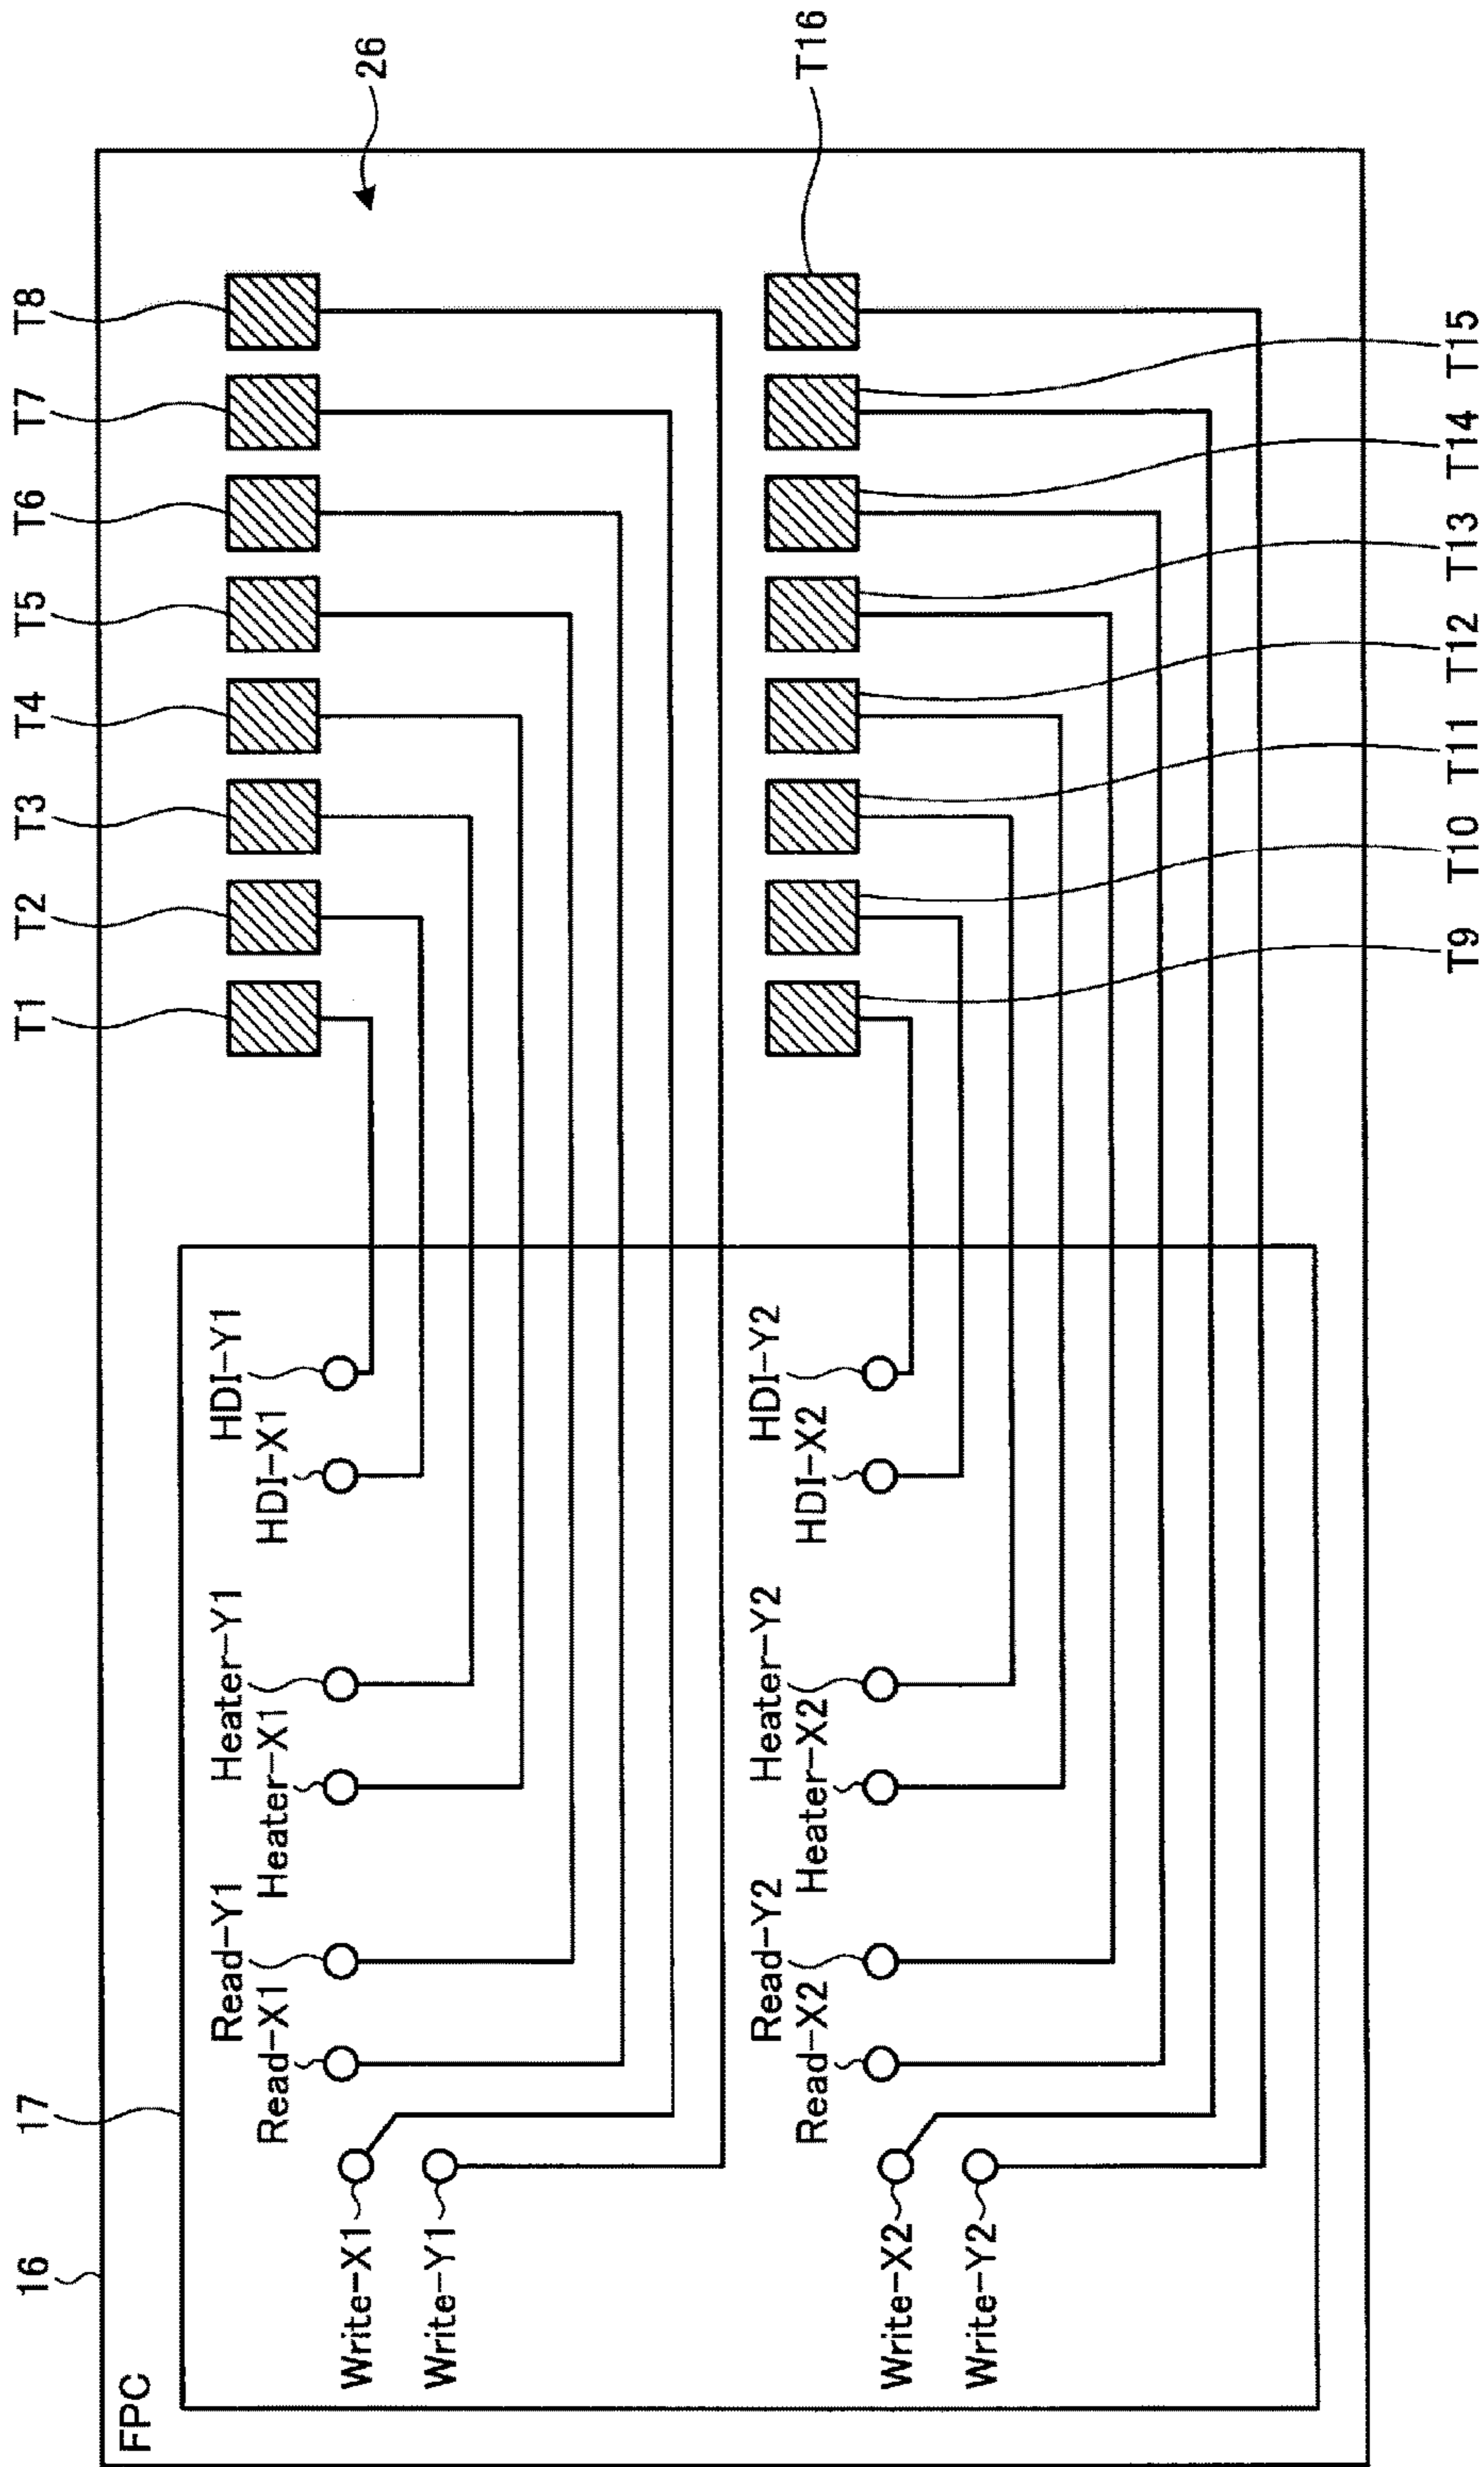 FPC
16
17
T1
T2
T3
T4
T5
T6
T7
T8
26
HDI-Y1
HDI-X1
Heater-Y1
Heater-X1
Read-Y1
Read-X1
Write-X1
Write-Y1
T16
HDI-Y2
HDI-X2
Heater-Y2
Heater-X2
Read-Y2
Read-X2
Write-X2
Write-Y2
T9
T10
T11
T12
T13
T14
T15